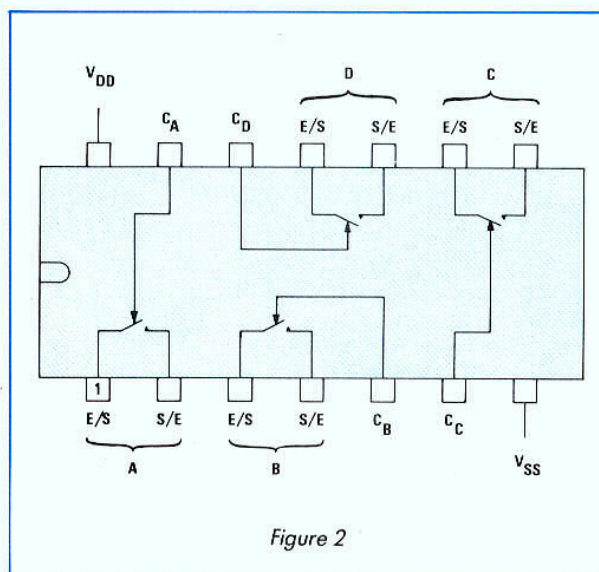 D C
V_DD
C_A C_D E/S S/E E/S S/E
1
E/S S/E E/S S/E C_B C_C
A B V_SS
Figure 2